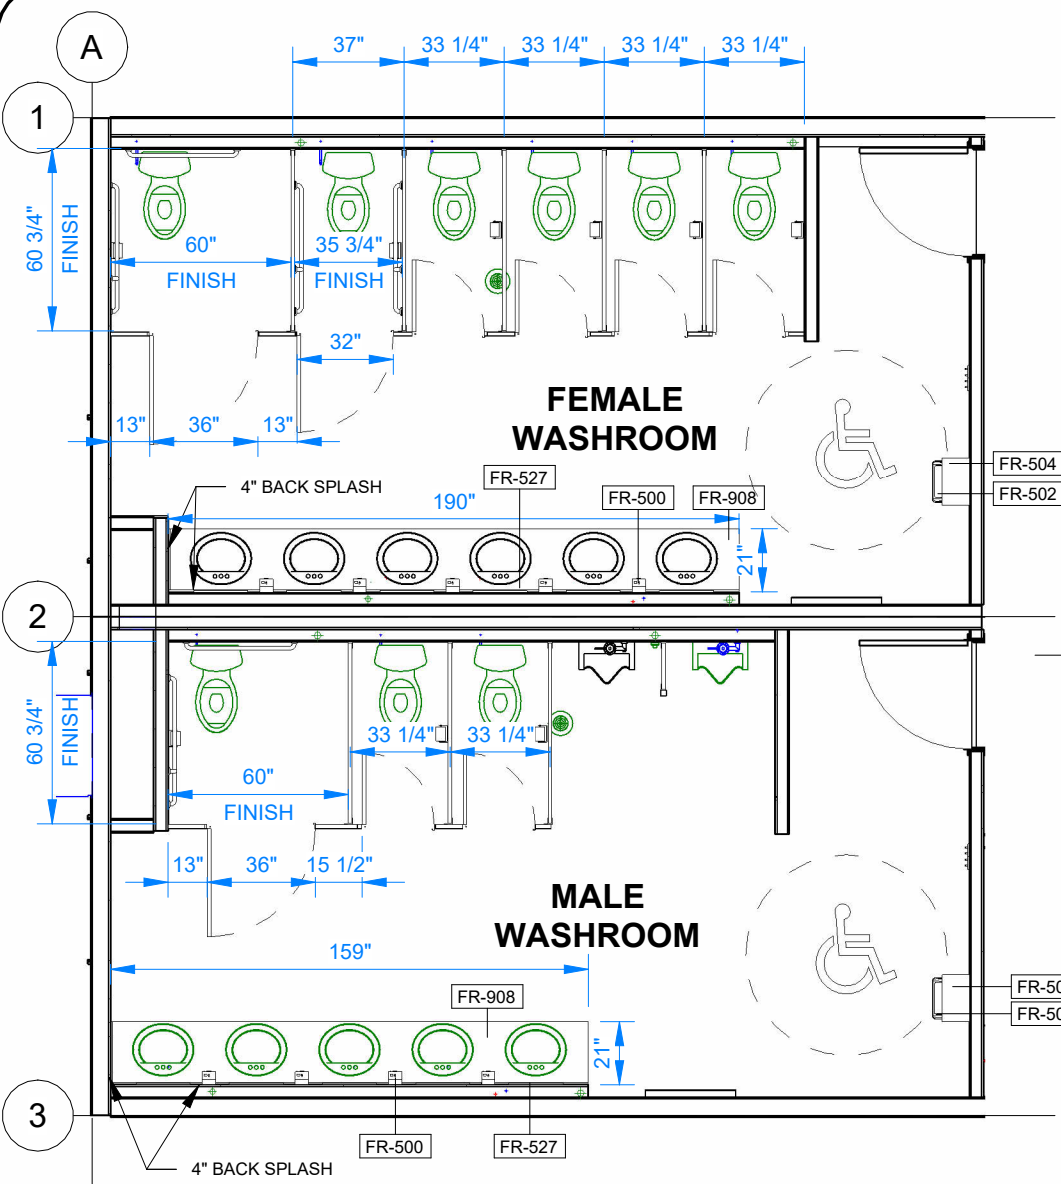 A
37"
33 1/4"
33 1/4"
33 1/4"
33 1/4"
1
60 3/4"
FINISH
60"
FINISH
35 3/4"
FINISH
32"
FEMALE
WASHROOM
13"
36"
13"
4" BACK SPLASH
190"
FR-527
FR-500
FR-908
FR-504
FR-502
21"
2
60 3/4"
FINISH
33 1/4"
33 1/4"
60"
FINISH
13"
36"
15 1/2"
MALE
WASHROOM
159"
FR-908
FR-50
FR-50
21"
3
FR-500
FR-527
4" BACK SPLASH